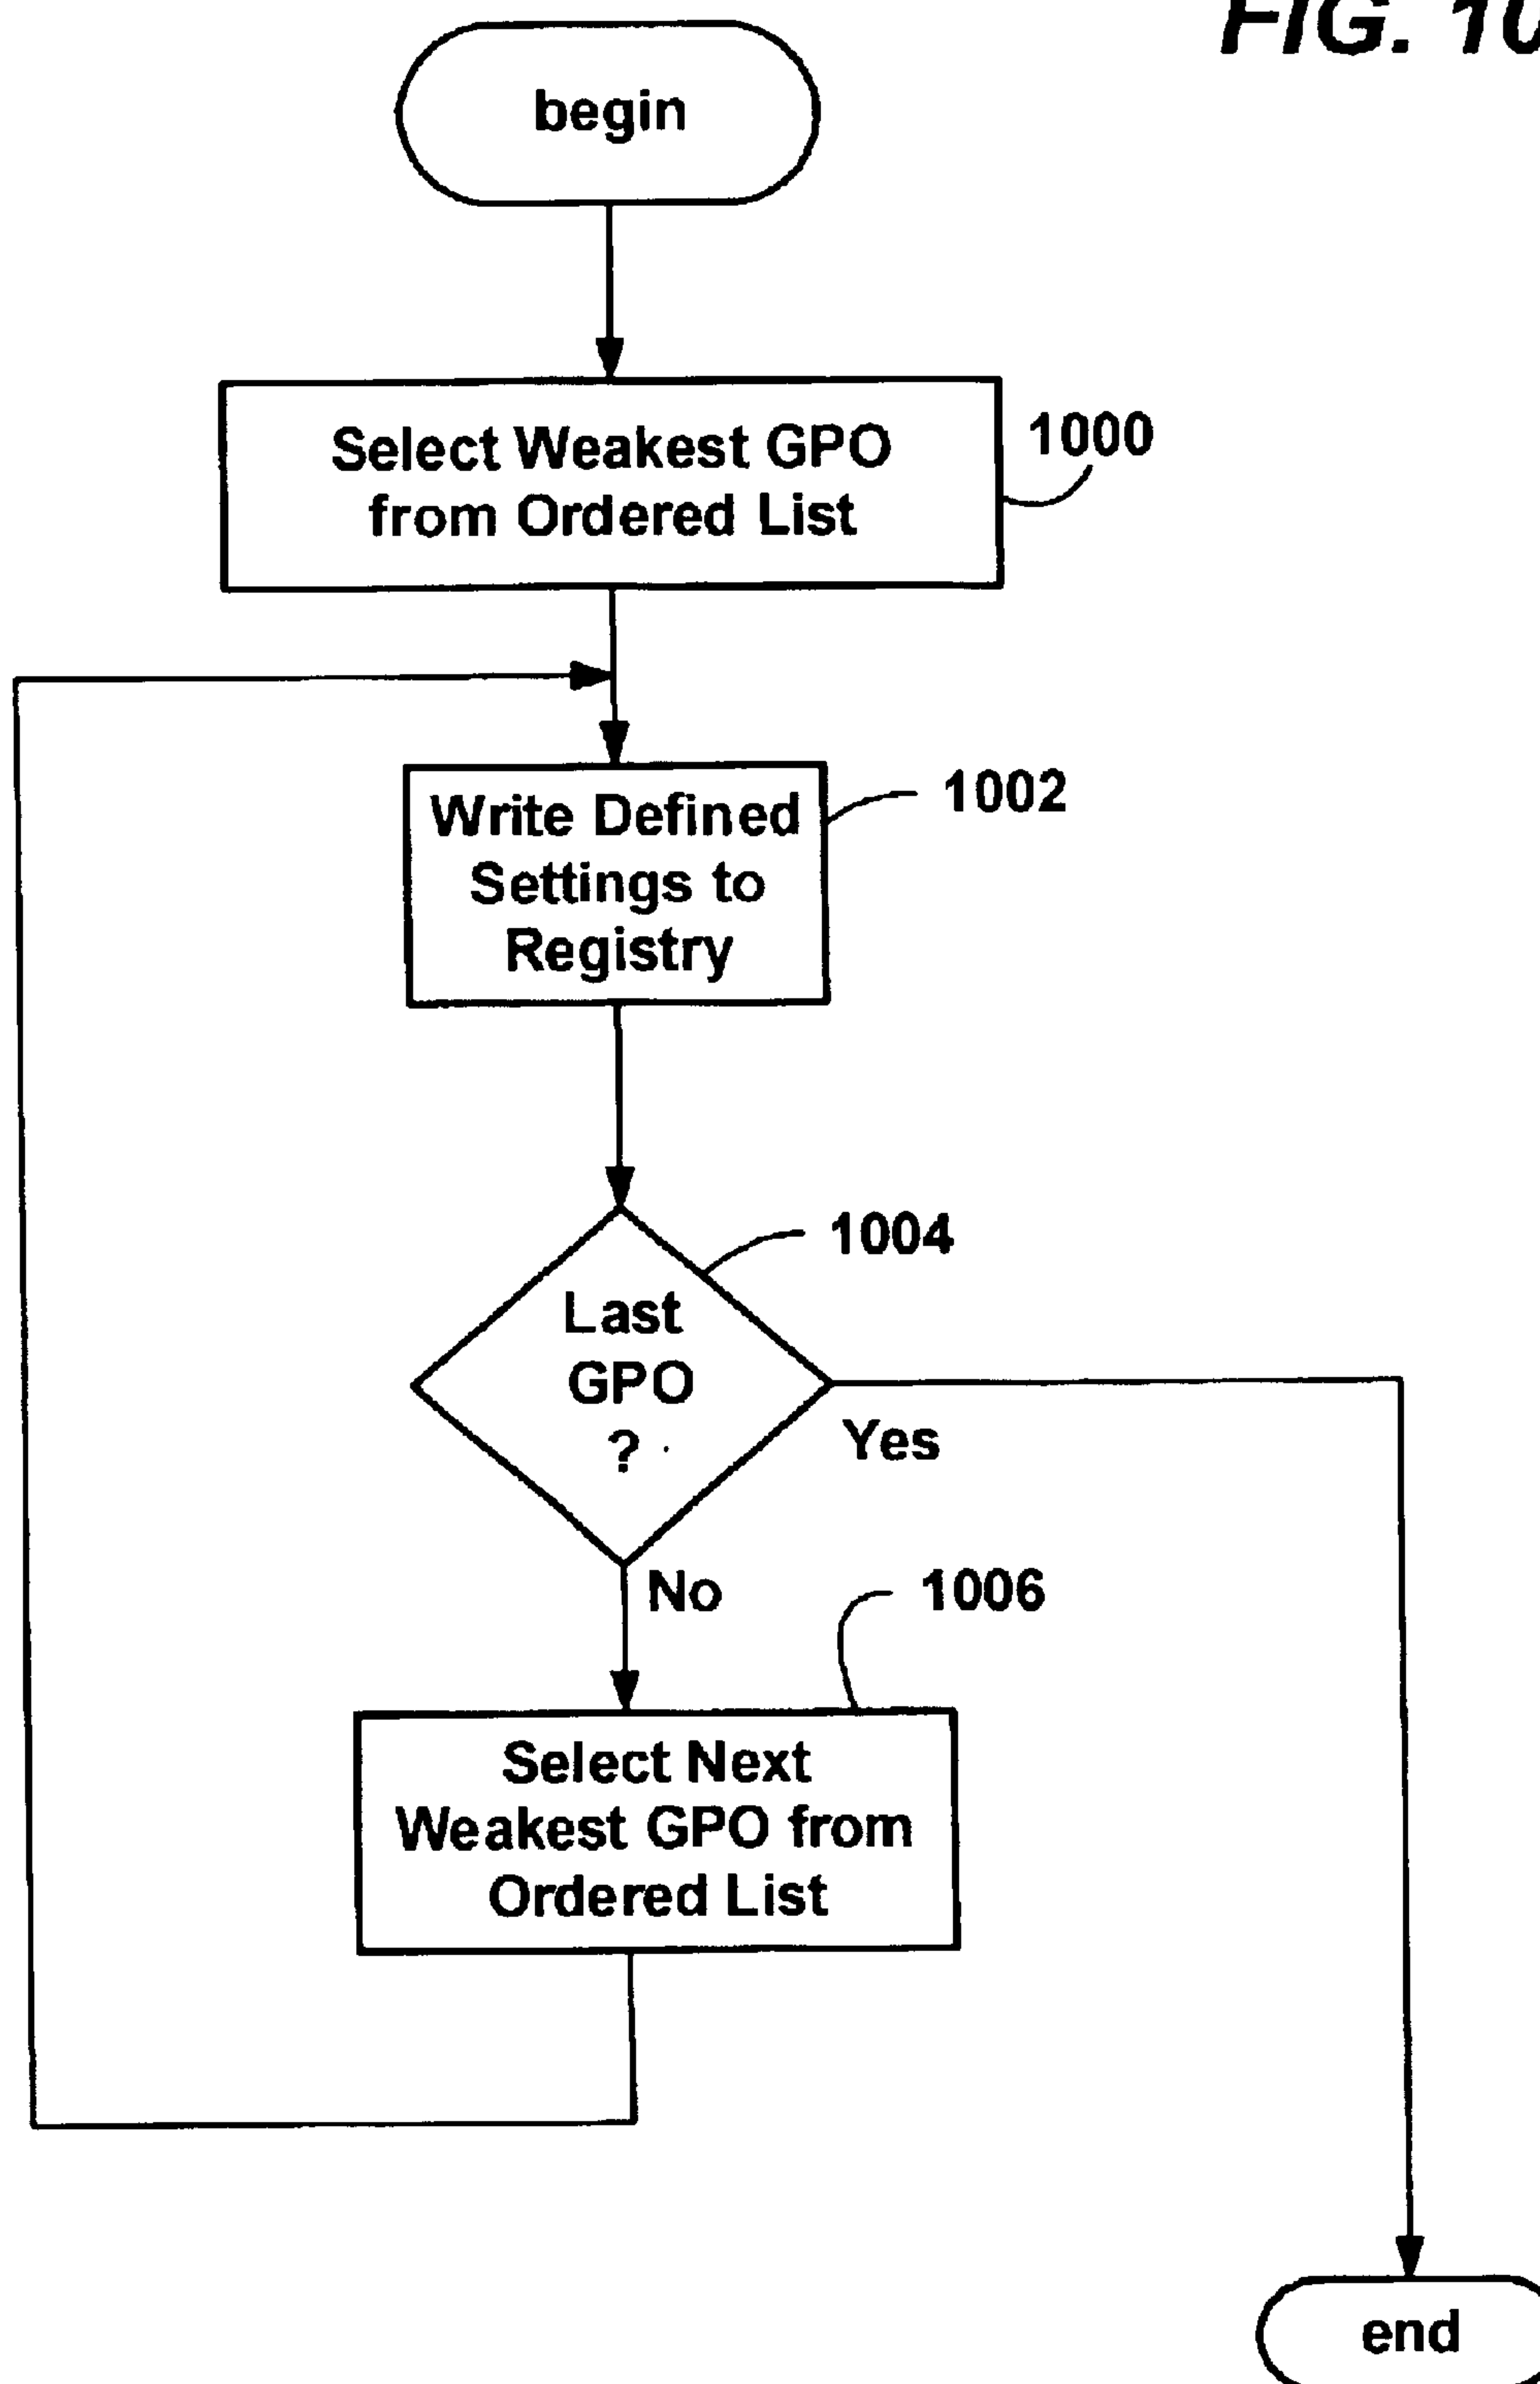 FIG. 10
begin
Select Weakest GPO
from Ordered List
1000
Write Defined
Settings to
Registry
1002
Last
GPO
?
1004
Yes
No
1006
Select Next
Weakest GPO from
Ordered List
end